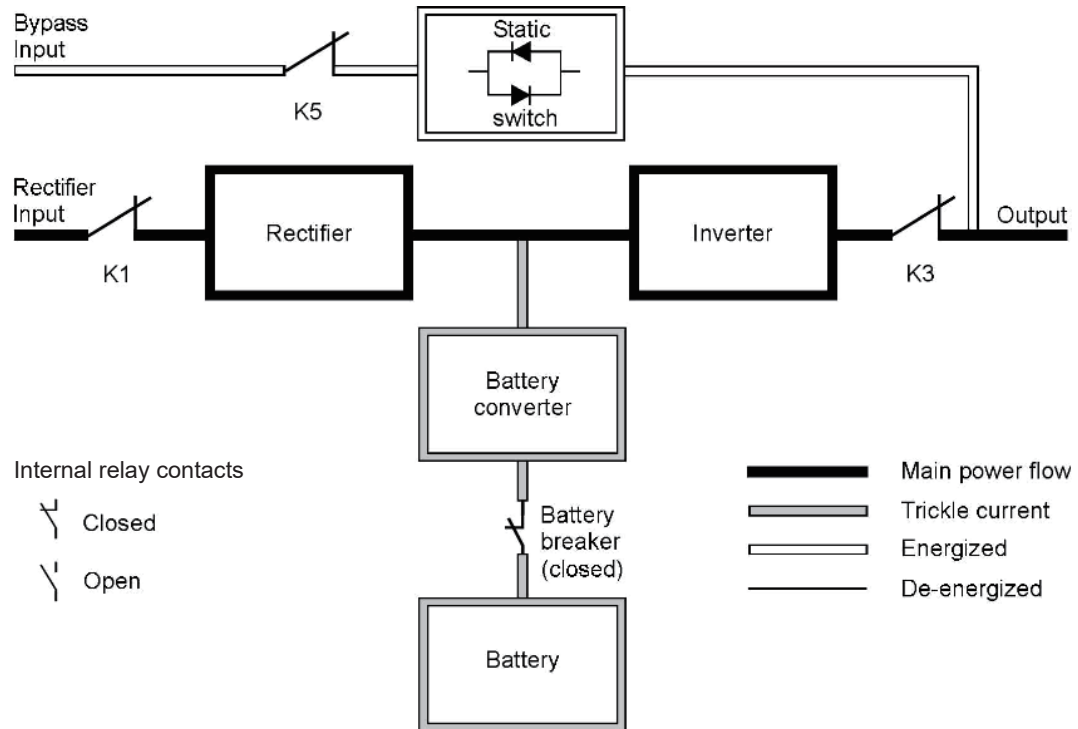 Bypass
Input
Static
switch
K5
Rectifier
Input
K1
Rectifier
Inverter
K3
Output
Battery
converter
Internal relay contacts
Closed
Open
Battery
breaker
(closed)
Battery
Main power flow
Trickle current
Energized
De-energized